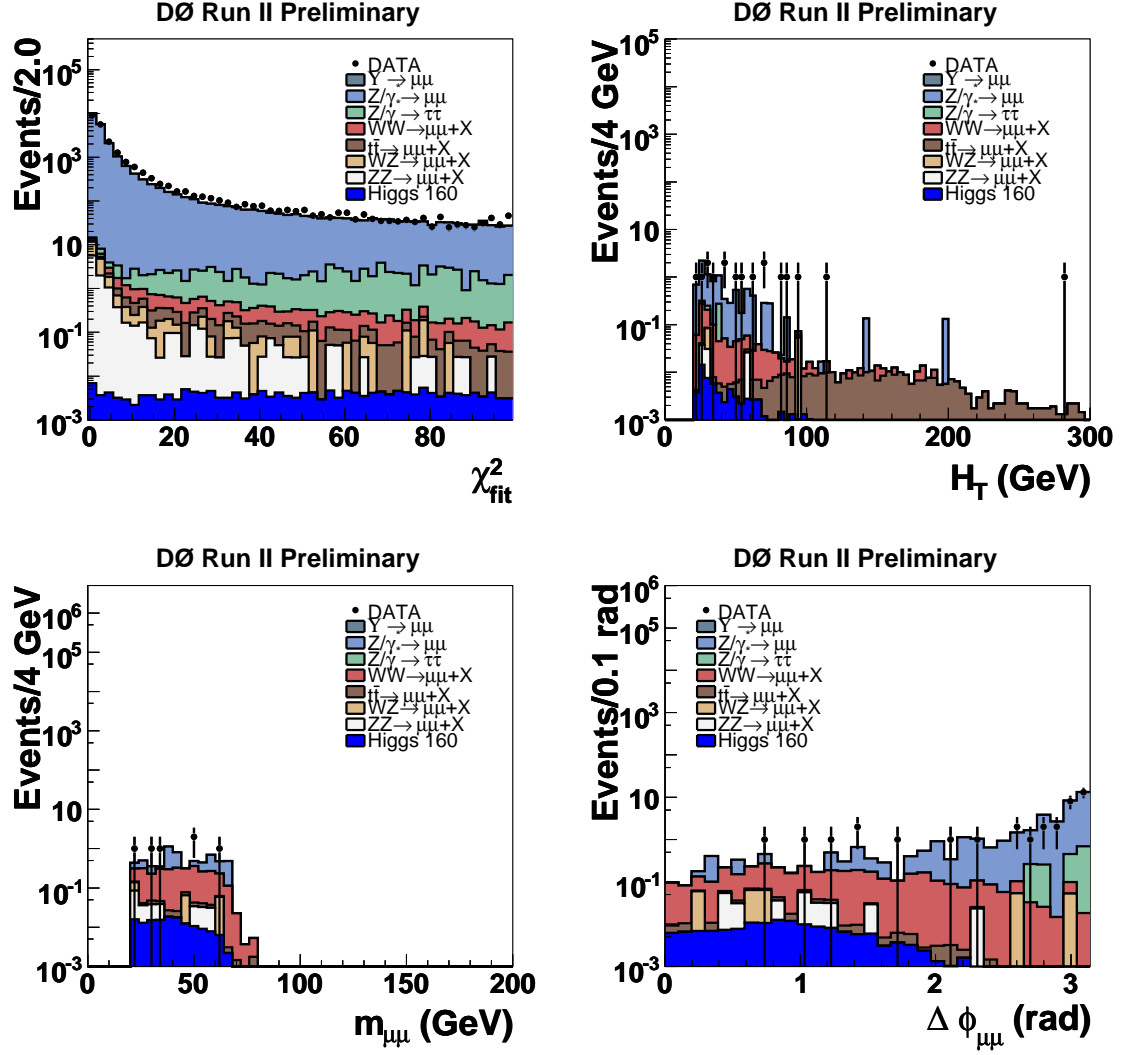 DØ Run II Preliminary
Events/2.0
10⁵
10³
10
10⁻¹
10⁻³
0 20 40 60 80
χ²fit
DATA
Υ → μμ
Z/γ* → μμ
Z/γ* → ττ
WW→μμ+X
tt̄→μμ+X
WZ→μμ+X
ZZ→μμ+X
Higgs 160
DØ Run II Preliminary
Events/4 GeV
10⁵
10³
10
10⁻¹
10⁻³
0 100 200 300
H_T (GeV)
DATA
Υ → μμ
Z/γ* → μμ
Z/γ* → ττ
WW→μμ+X
tt̄→μμ+X
WZ→μμ+X
ZZ→μμ+X
Higgs 160
DØ Run II Preliminary
Events/4 GeV
10⁶
10⁵
10³
10
10⁻¹
10⁻³
0 50 100 150 200
m_μμ (GeV)
DATA
Υ → μμ
Z/γ* → μμ
Z/γ* → ττ
WW→μμ+X
tt̄→μμ+X
WZ→μμ+X
ZZ→μμ+X
Higgs 160
DØ Run II Preliminary
Events/0.1 rad
10⁶
10⁵
10³
10
10⁻¹
10⁻³
0 1 2 3
Δ ϕ_μμ (rad)
DATA
Υ → μμ
Z/γ* → μμ
Z/γ* → ττ
WW→μμ+X
tt̄→μμ+X
WZ→μμ+X
ZZ→μμ+X
Higgs 160